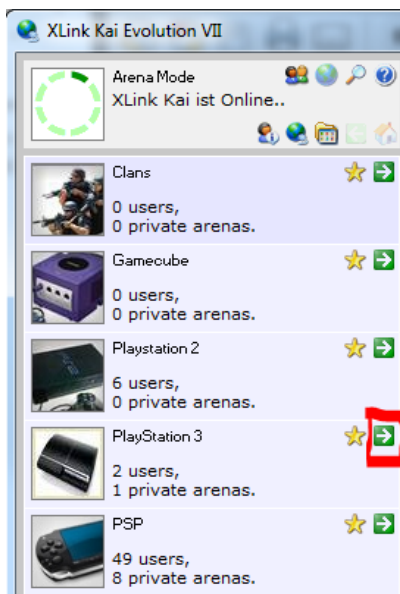 XLink Kai Evolution VII
Arena Mode
XLink Kai ist Online..
Clans
0 users,
0 private arenas.
Gamecube
0 users,
0 private arenas.
Playstation 2
6 users,
0 private arenas.
PlayStation 3
2 users,
1 private arenas.
PSP
49 users,
8 private arenas.